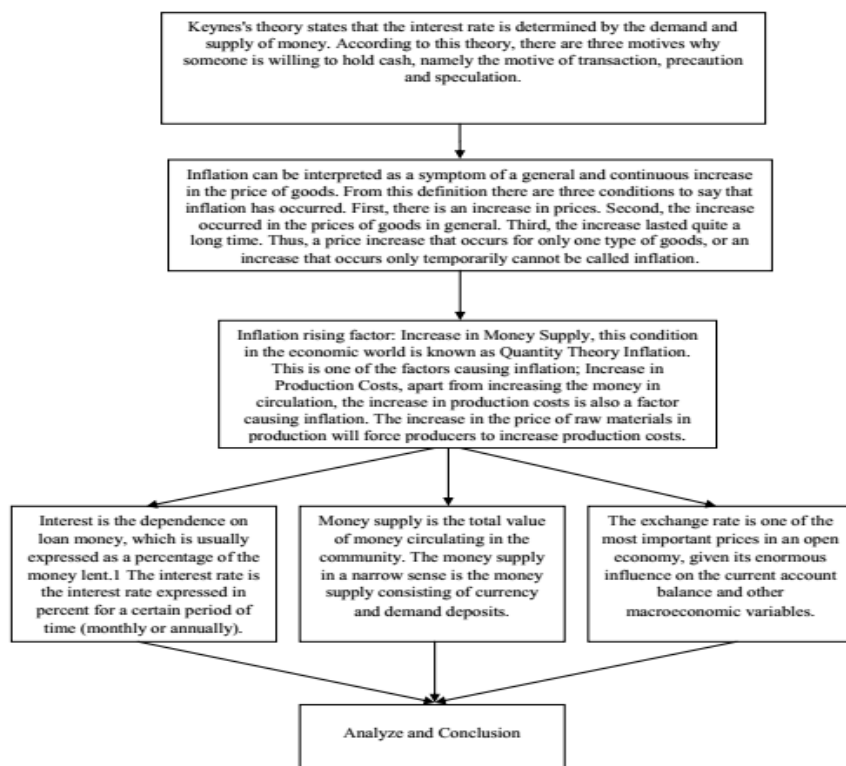 Keynes's theory states that the interest rate is determined by the demand and
supply of money. According to this theory, there are three motives why
someone is willing to hold cash, namely the motive of transaction, precaution
and speculation.
Inflation can be interpreted as a symptom of a general and continuous increase
in the price of goods. From this definition there are three conditions to say that
inflation has occurred. First, there is an increase in prices. Second, the increase
occurred in the prices of goods in general. Third, the increase lasted quite a
long time. Thus, a price increase that occurs for only one type of goods, or an
increase that occurs only temporarily cannot be called inflation.
Inflation rising factor: Increase in Money Supply, this condition
in the economic world is known as Quantity Theory Inflation.
This is one of the factors causing inflation; Increase in
Production Costs, apart from increasing the money in
circulation, the increase in production costs is also a factor
causing inflation. The increase in the price of raw materials in
production will force producers to increase production costs.
Interest is the dependence on
loan money, which is usually
expressed as a percentage of the
money lent.1 The interest rate is
the interest rate expressed in
percent for a certain period of
time (monthly or annually).
Money supply is the total value
of money circulating in the
community. The money supply
in a narrow sense is the money
supply consisting of currency
and demand deposits.
The exchange rate is one of the
most important prices in an open
economy, given its enormous
influence on the current account
balance and other
macroeconomic variables.
Analyze and Conclusion